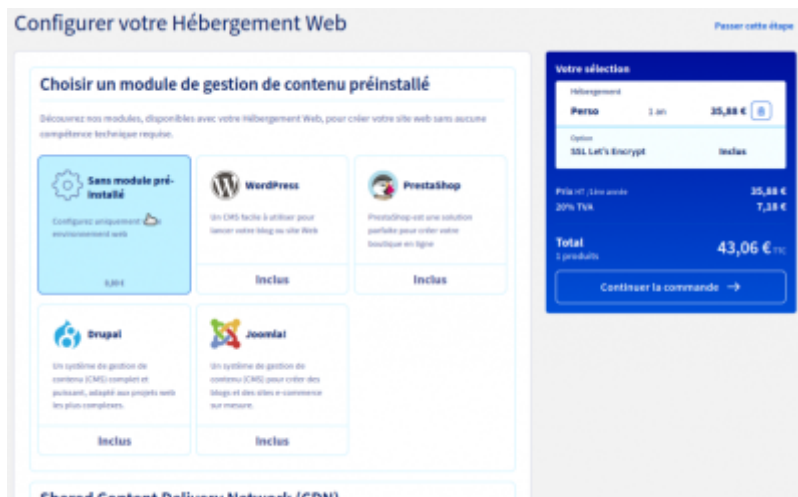 Configurer votre Hébergement Web
Passer cette étape
Choisir un module de gestion de contenu préinstallé
Découvrez nos modules, disponibles avec votre Hébergement Web, pour créer votre site web sans aucune
compétence technique requise.
Sans module pré-
installé
Configurez uniquement
environnement web
0,00 €
WordPress
Un CMS facile à utiliser pour
lancer votre blog ou site Web
Inclus
PrestaShop
PrestaShop est une solution
parfaite pour créer votre
boutique en ligne
Inclus
Drupal
Un système de gestion de
contenu (CMS) complet et
puissant, adapté aux projets web
les plus complexes.
Inclus
Joomla!
Un système de gestion de
contenu (CMS) pour créer des
blogs et des sites e-commerce
sur mesure.
Inclus
Shared Content Delivery Network (CDN)
Votre sélection
Hébergement
Perso 1 an 35,88 €
Option
SSL Let's Encrypt Inclus
Prix HT /1ère année 35,88 €
20% TVA 7,18 €
Total 43,06 € TTC
1 produits
Continuer la commande →